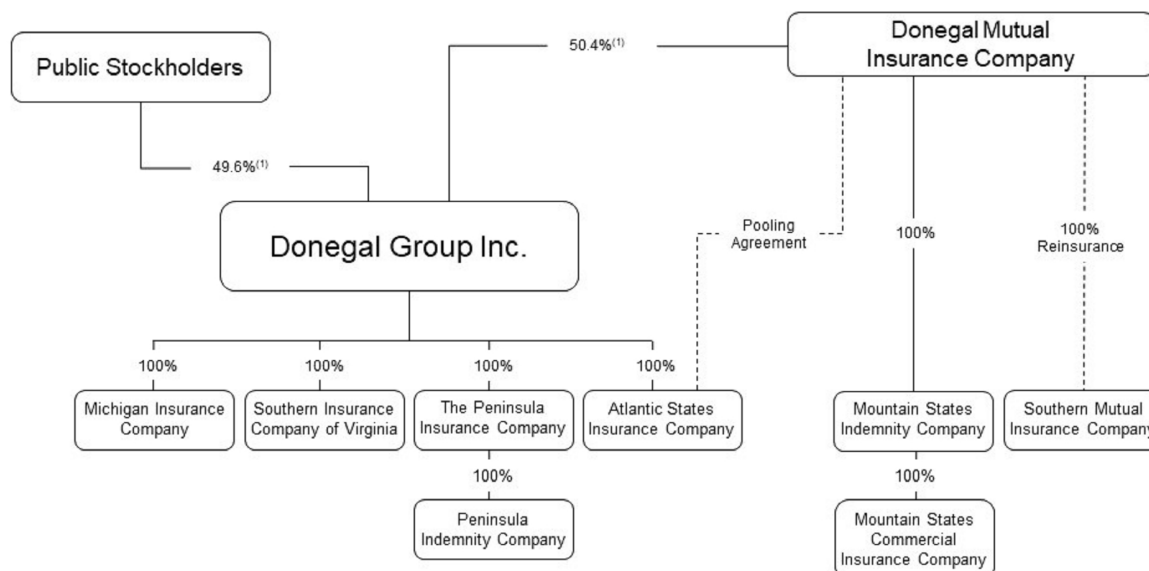 Public Stockholders
50.4%(1)
Donegal Mutual
Insurance Company
49.6%(1)
Donegal Group Inc.
Pooling
Agreement
100%
100%
Reinsurance
100%
100%
100%
100%
Michigan Insurance
Company
Southern Insurance
Company of Virginia
The Peninsula
Insurance Company
Atlantic States
Insurance Company
Mountain States
Indemnity Company
Southern Mutual
Insurance Company
100%
100%
Peninsula
Indemnity Company
Mountain States
Commercial
Insurance Company